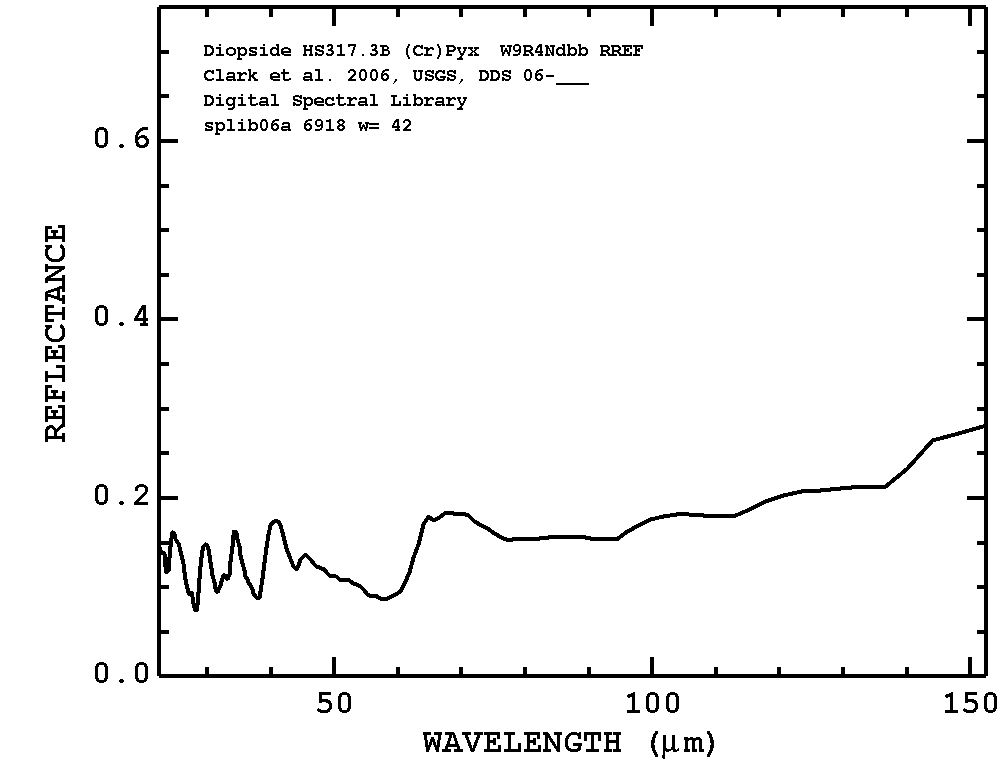 Diopside HS317.3B (Cr)Pyx W9R4Ndbb RREF
Clark et al. 2006, USGS, DDS 06-___
Digital Spectral Library
splib06a 6918 w= 42
0.6
0.4
0.2
0.0
REFLECTANCE
50
100
150
WAVELENGTH (μm)